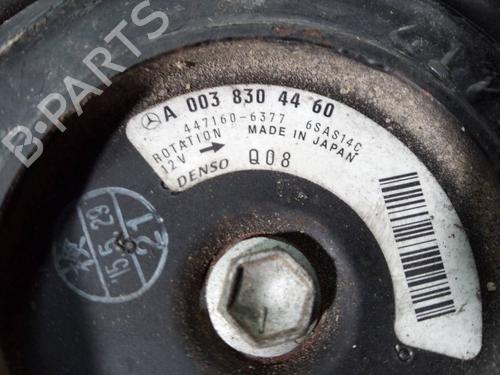 B-PARTS
A 003 830 44 60
447160-6377 6SAS14C
ROTATION → MADE IN JAPAN
12V
DENSO Q08
'15.5.29
21